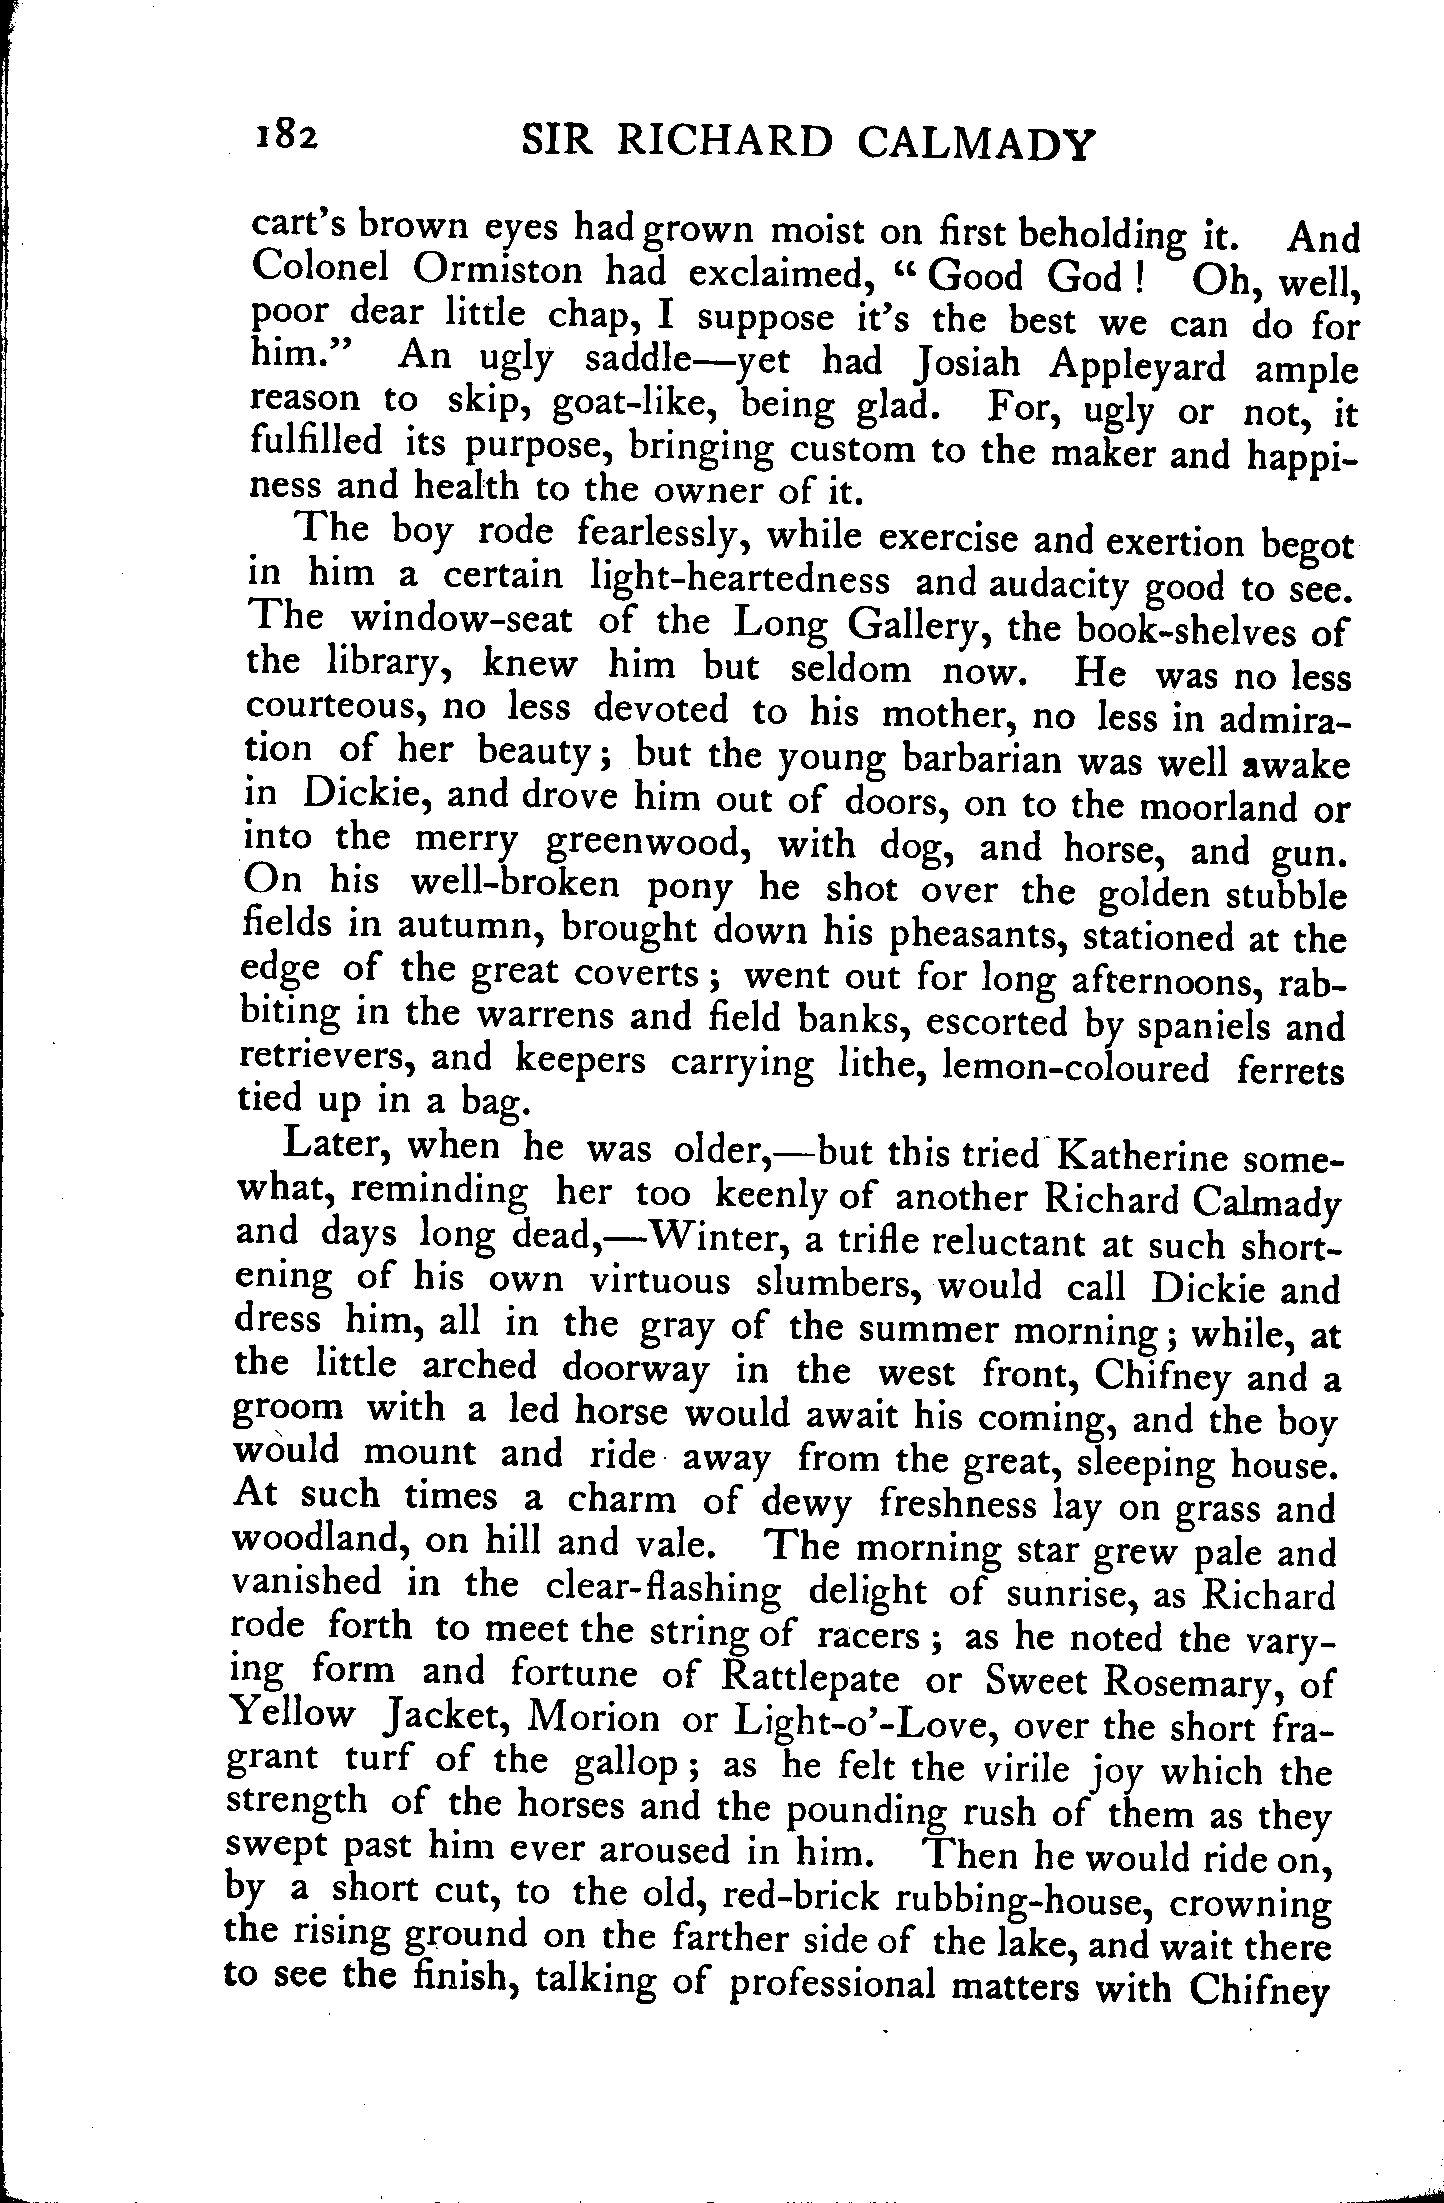 182 SIR RICHARD CALMADY
cart's brown eyes had grown moist on first beholding it. And
Colonel Ormiston had exclaimed, “Good God! Oh, well,
poor dear little chap, I suppose it's the best we can do for
him.” An ugly saddle—yet had Josiah Appleyard ample
reason to skip, goat-like, being glad. For, ugly or not, it
fulfilled its purpose, bringing custom to the maker and happi-
ness and health to the owner of it.
The boy rode fearlessly, while exercise and exertion begot
in him a certain light-heartedness and audacity good to see.
The window-seat of the Long Gallery, the book-shelves of
the library, knew him but seldom now. He was no less
courteous, no less devoted to his mother, no less in admira-
tion of her beauty; but the young barbarian was well awake
in Dickie, and drove him out of doors, on to the moorland or
into the merry greenwood, with dog, and horse, and gun.
On his well-broken pony he shot over the golden stubble
fields in autumn, brought down his pheasants, stationed at the
edge of the great coverts; went out for long afternoons, rab-
biting in the warrens and field banks, escorted by spaniels and
retrievers, and keepers carrying lithe, lemon-coloured ferrets
tied up in a bag.
Later, when he was older,—but this tried Katherine some-
what, reminding her too keenly of another Richard Calmady
and days long dead,—Winter, a trifle reluctant at such short-
ening of his own virtuous slumbers, would call Dickie and
dress him, all in the gray of the summer morning; while, at
the little arched doorway in the west front, Chifney and a
groom with a led horse would await his coming, and the boy
would mount and ride away from the great, sleeping house.
At such times a charm of dewy freshness lay on grass and
woodland, on hill and vale. The morning star grew pale and
vanished in the clear-flashing delight of sunrise, as Richard
rode forth to meet the string of racers; as he noted the vary-
ing form and fortune of Rattlepate or Sweet Rosemary, of
Yellow Jacket, Morion or Light-o'-Love, over the short fra-
grant turf of the gallop; as he felt the virile joy which the
strength of the horses and the pounding rush of them as they
swept past him ever aroused in him. Then he would ride on,
by a short cut, to the old, red-brick rubbing-house, crowning
the rising ground on the farther side of the lake, and wait there
to see the finish, talking of professional matters with Chifney